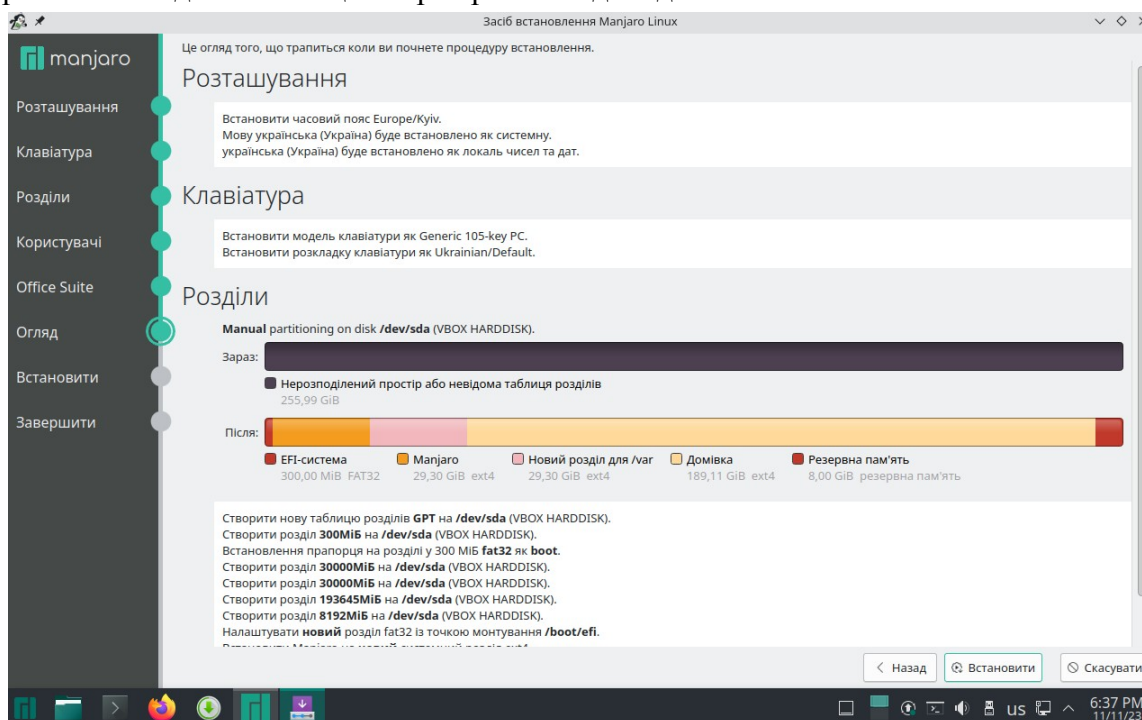 Засіб встановлення Manjaro Linux
manjaro
Розташування
Клавіатура
Розділи
Користувачі
Office Suite
Огляд
Встановити
Завершити
Це огляд того, що трапиться коли ви почнете процедуру встановлення.
Розташування
Встановити часовий пояс Europe/Kyiv.
Мову українська (Україна) буде встановлено як системну.
українська (Україна) буде встановлено як локаль чисел та дат.
Клавіатура
Встановити модель клавіатури як Generic 105-key PC.
Встановити розкладку клавіатури як Ukrainian/Default.
Розділи
Manual partitioning on disk /dev/sda (VBOX HARDDISK).
Зараз:
Нерозподілений простір або невідома таблиця розділів
255,99 GiB
Після:
EFI-система Manjaro Новий розділ для /var Домівка Резервна пам'ять
300,00 MiB FAT32 29,30 GiB ext4 29,30 GiB ext4 189,11 GiB ext4 8,00 GiB резервна пам'ять
Створити нову таблицю розділів GPT на /dev/sda (VBOX HARDDISK).
Створити розділ 300МіБ на /dev/sda (VBOX HARDDISK).
Встановлення прапорця на розділі у 300 МіБ fat32 як boot.
Створити розділ 30000МіБ на /dev/sda (VBOX HARDDISK).
Створити розділ 30000МіБ на /dev/sda (VBOX HARDDISK).
Створити розділ 193645МіБ на /dev/sda (VBOX HARDDISK).
Створити розділ 8192МіБ на /dev/sda (VBOX HARDDISK).
Налаштувати новий розділ fat32 із точкою монтування /boot/efi.
Назад Встановити Скасувати
us 6:37 PM
11/11/23